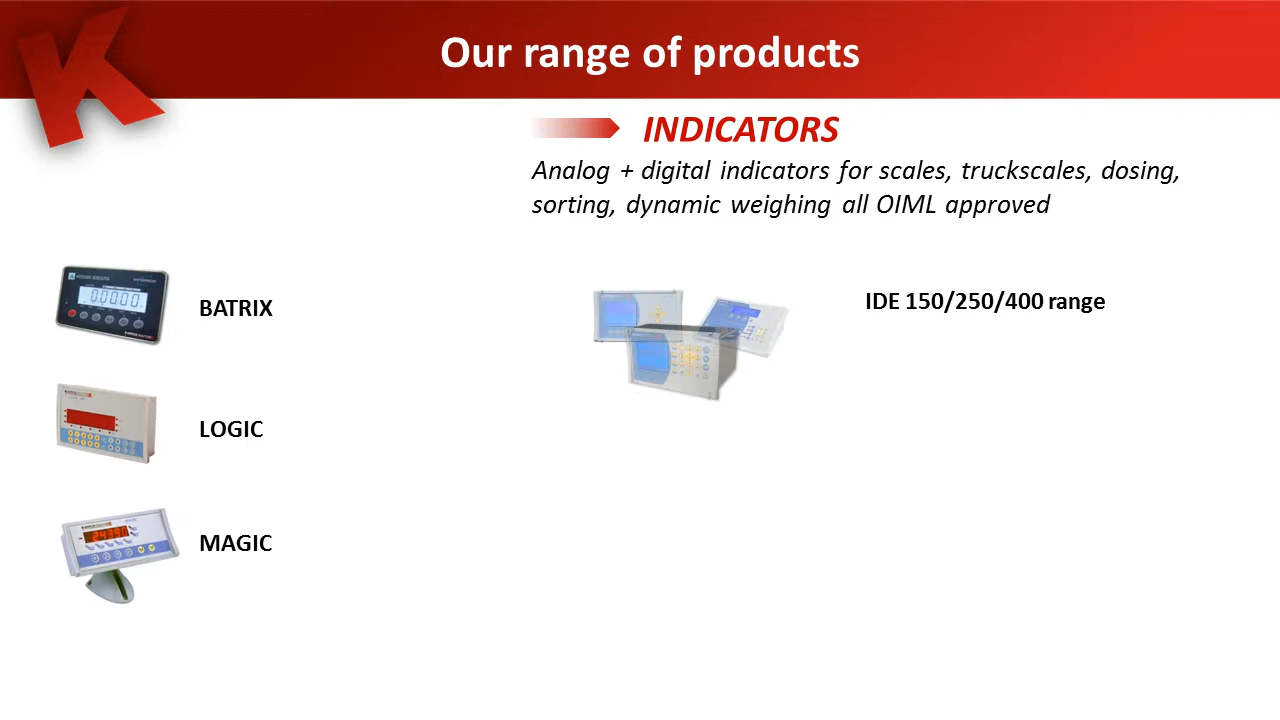 Our range of products
INDICATORS
Analog + digital indicators for scales, truckscales, dosing,
sorting, dynamic weighing all OIML approved
BATRIX
IDE 150/250/400 range
LOGIC
MAGIC